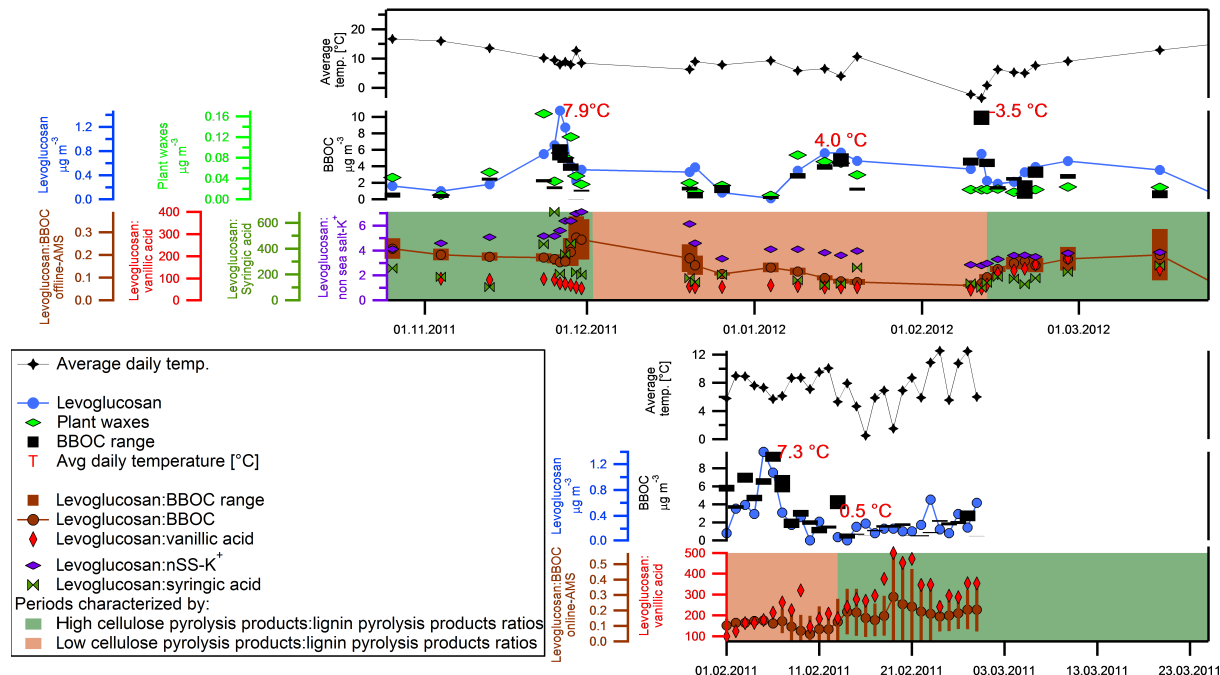 Average
temp. [°C]
20
10
0
Levoglucosan
µg m-3
1.2
0.8
0.4
0.0
Plant waxes
µg m-3
0.16
0.12
0.08
0.04
0.00
BBOC
µg m-3
10
8
6
4
2
0
7.9°C
4.0 °C
-3.5 °C
Levoglucosan:BBOC
offline-AMS
0.3
0.2
0.1
0.0
Levoglucosan:
vanillic acid
400
300
200
100
0
Levoglucosan:
Syringic acid
600
400
200
0
Levoglucosan:
non sea salt-K+
6
4
2
0
01.11.2011
01.12.2011
01.01.2012
01.02.2012
01.03.2012
Average daily temp.
Levoglucosan
Plant waxes
BBOC range
T Avg daily temperature [°C]
Levoglucosan:BBOC range
Levoglucosan:BBOC
Levoglucosan:vanillic acid
Levoglucosan:nSS-K+
Levoglucosan:syringic acid
Periods characterized by:
High cellulose pyrolysis products:lignin pyrolysis products ratios
Low cellulose pyrolysis products:lignin pyrolysis products ratios
Average
temp. [°C]
12
8
4
0
Levoglucosan
µg m-3
1.2
0.8
0.4
0.0
BBOC
µg m-3
8
6
4
2
0
7.3 °C
0.5 °C
Levoglucosan:BBOC
online-AMS
0.5
0.4
0.3
0.2
0.1
0.0
Levoglucosan:
vanillic acid
500
400
300
200
100
01.02.2011
11.02.2011
21.02.2011
03.03.2011
13.03.2011
23.03.2011